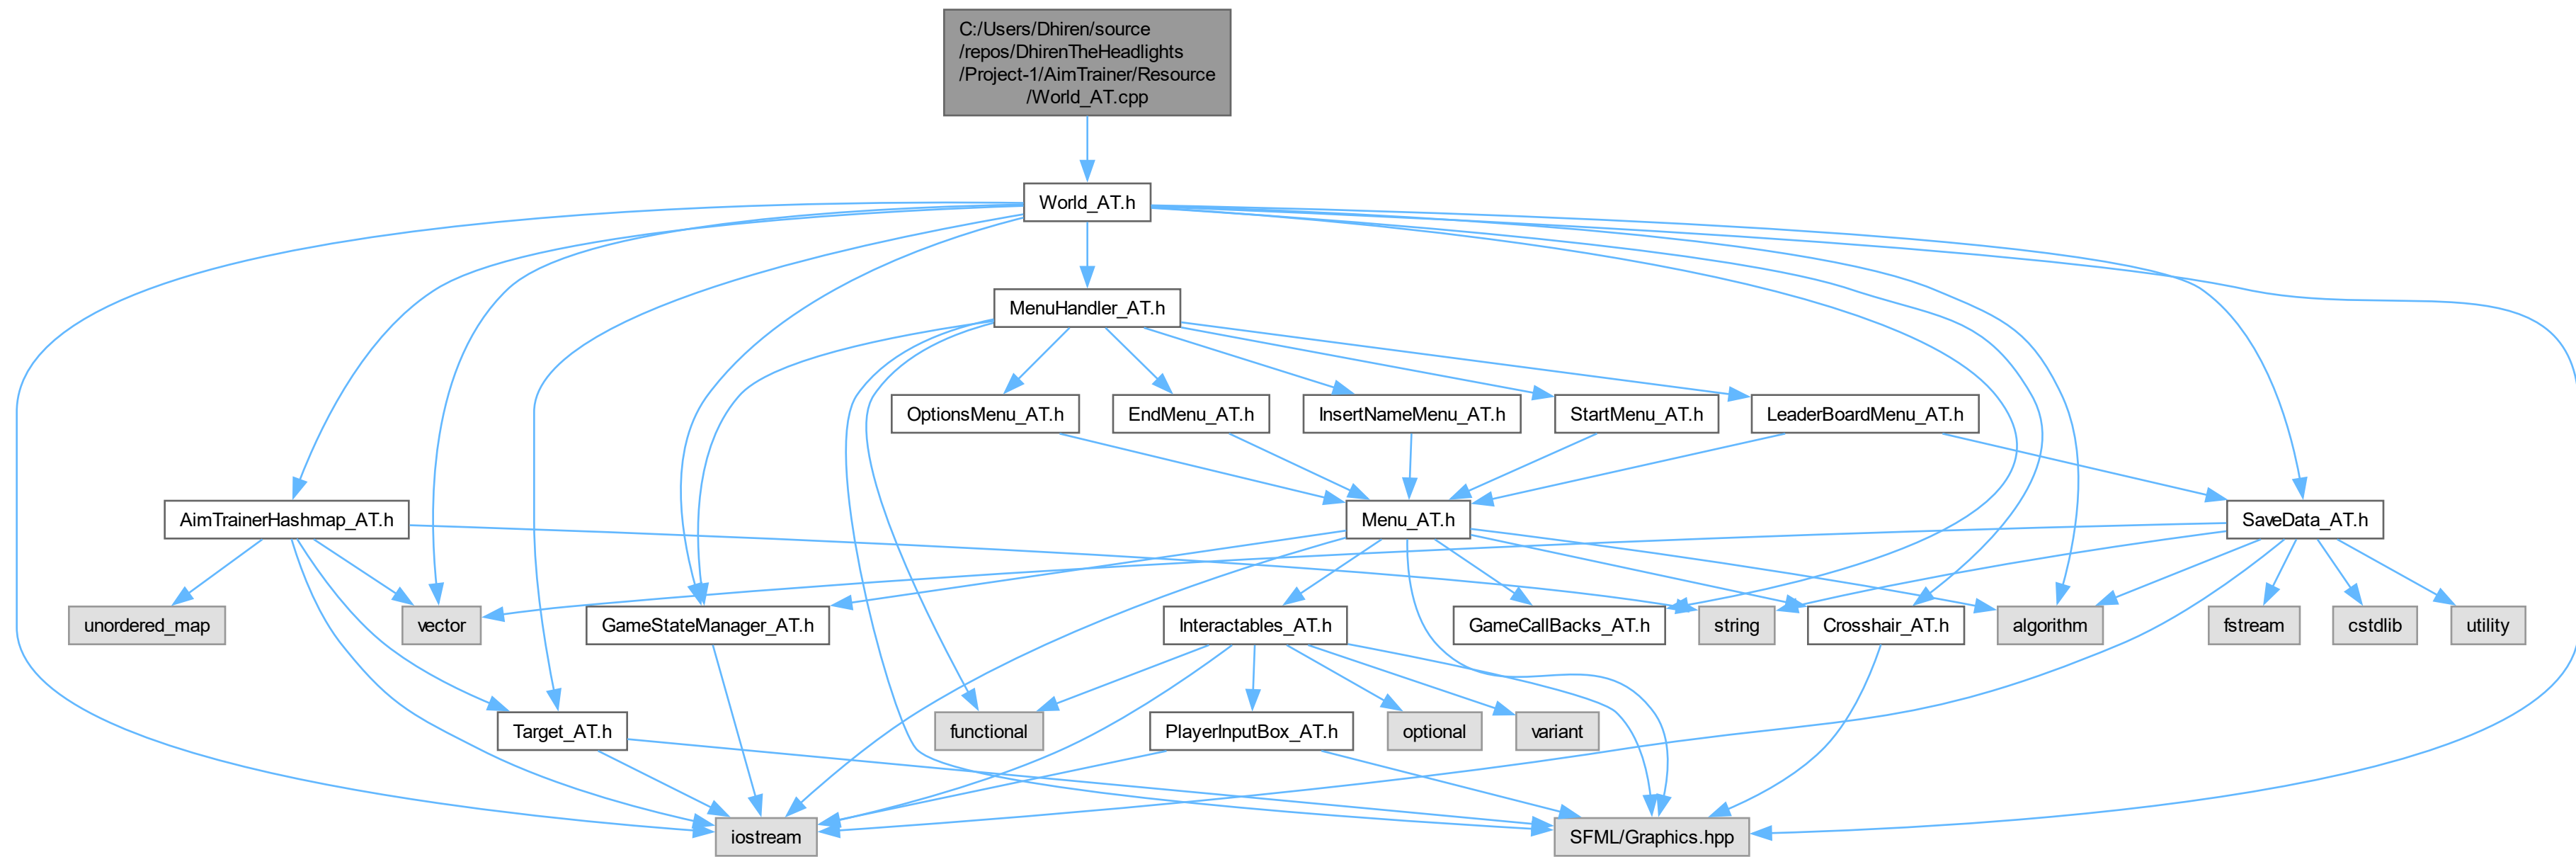 C:/Users/Dhiren/source
/repos/DhirenTheHeadlights
/Project-1/AimTrainer/Resource
/World_AT.cpp
World_AT.h
MenuHandler_AT.h
OptionsMenu_AT.h
EndMenu_AT.h
InsertNameMenu_AT.h
StartMenu_AT.h
LeaderBoardMenu_AT.h
AimTrainerHashmap_AT.h
Menu_AT.h
SaveData_AT.h
unordered_map
vector
GameStateManager_AT.h
Interactables_AT.h
GameCallBacks_AT.h
string
Crosshair_AT.h
algorithm
fstream
cstdlib
utility
Target_AT.h
functional
PlayerInputBox_AT.h
optional
variant
iostream
SFML/Graphics.hpp